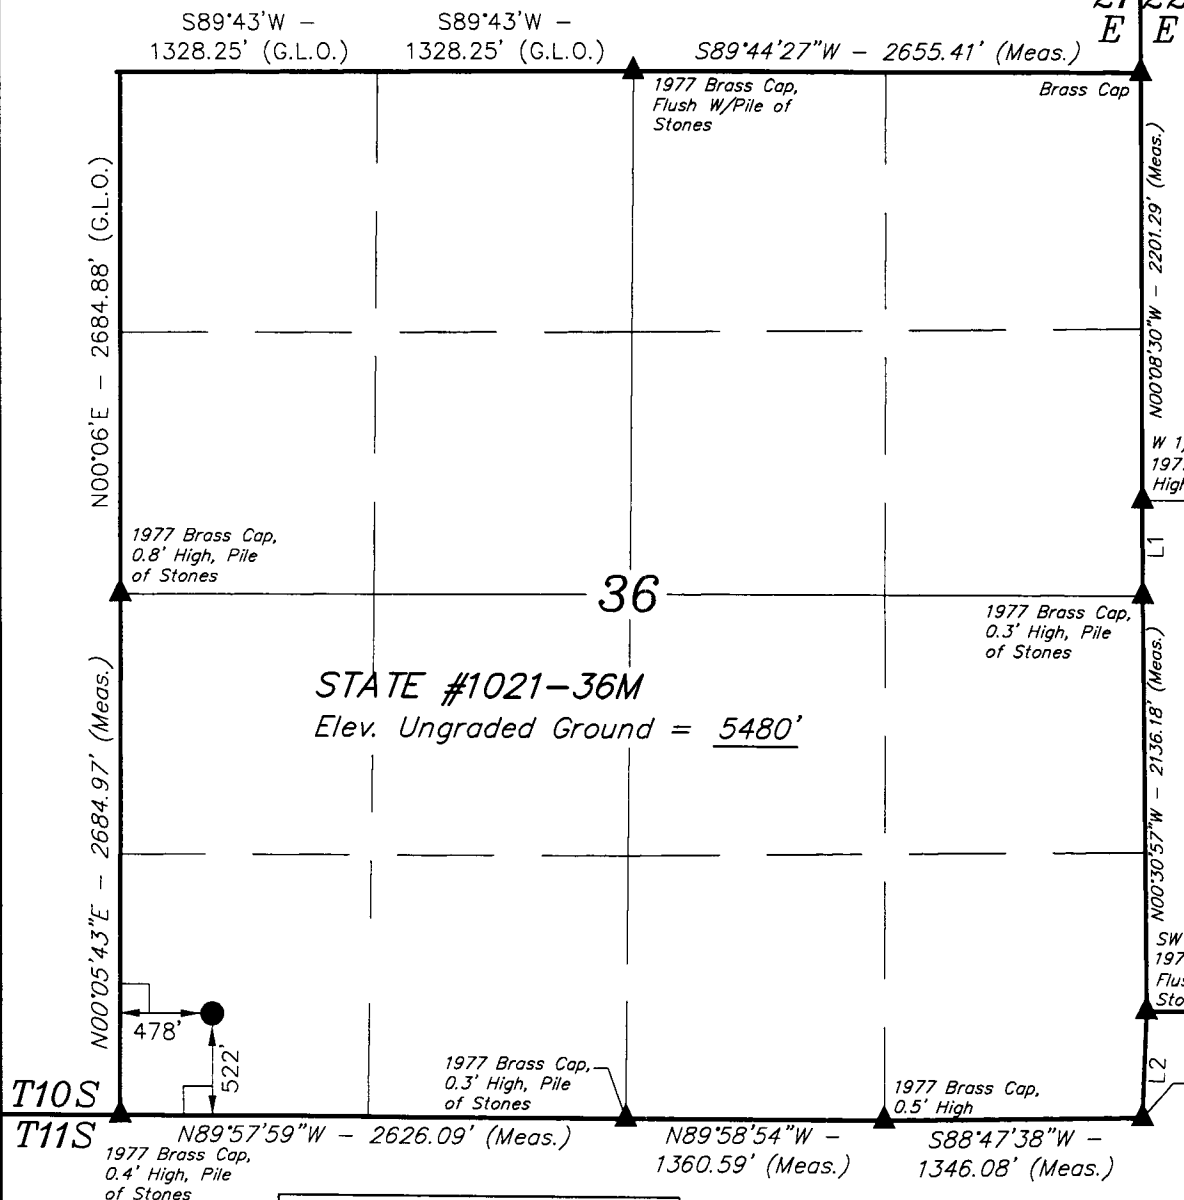 S89°43'W -
1328.25' (G.L.O.)
S89°43'W -
1328.25' (G.L.O.)
S89°44'27"W - 2655.41' (Meas.)
E E
1977 Brass Cap,
Flush W/Pile of
Stones
Brass Cap
N00°06'E - 2684.88' (G.L.O.)
N00°08'30"W - 2201.29' (Meas.)
W
High
L1
1977 Brass Cap,
0.8' High, Pile
of Stones
36
1977 Brass Cap,
0.3' High, Pile
of Stones
STATE #1021-36M
Elev. Ungraded Ground = 5480'
N00°05'43"E - 2684.97' (Meas.)
N00°30'57"W - 2136.18' (Meas.)
SW
478'
522'
L2
1977 Brass Cap,
0.3' High, Pile
of Stones
1977 Brass Cap,
0.5' High
T10S
T11S
N89°57'59"W - 2626.09' (Meas.)
N89°58'54"W -
1360.59' (Meas.)
S88°47'38"W -
1346.08' (Meas.)
1977 Brass Cap,
0.4' High, Pile
of Stones